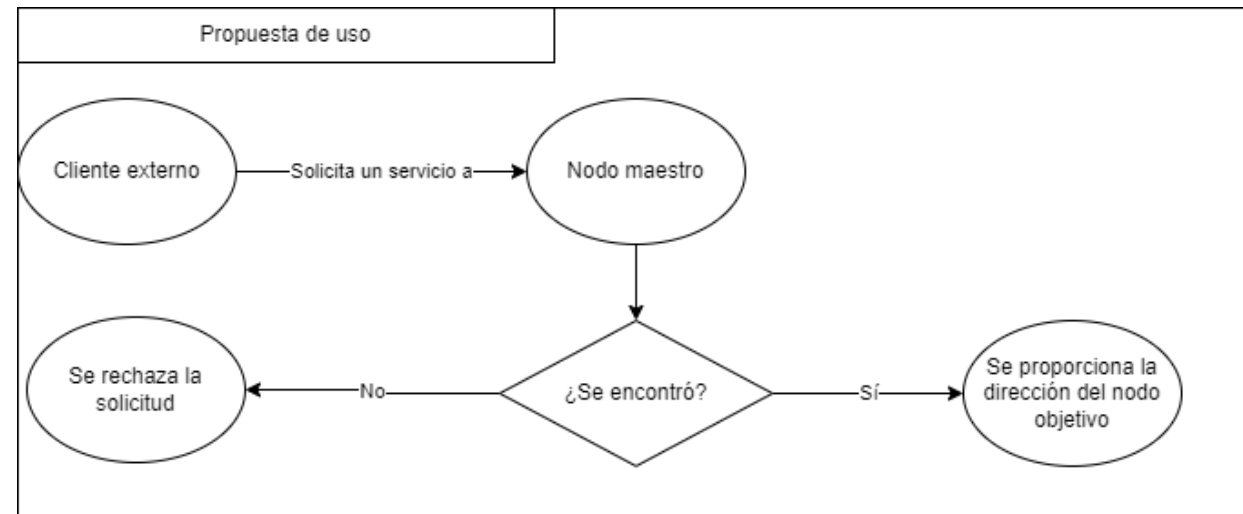 Propuesta de uso
Cliente externo
Solicita un servicio a
Nodo maestro
Se rechaza la
solicitud
No
¿Se encontró?
Sí
Se proporciona la
dirección del nodo
objetivo